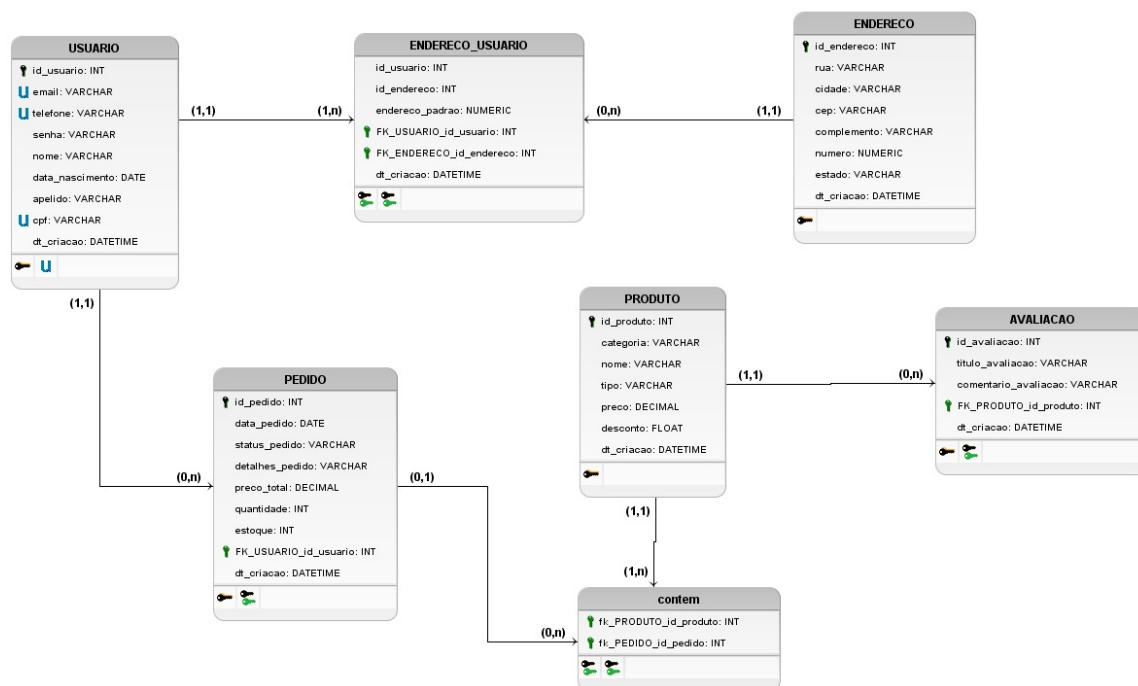 USUARIO
id_usuario: INT
U email: VARCHAR
U telefone: VARCHAR
senha: VARCHAR
nome: VARCHAR
data_nascimento: DATE
apelido: VARCHAR
U cpf: VARCHAR
dt_criacao: DATETIME
U
(1,1)
(1,n)
ENDERECO_USUARIO
id_usuario: INT
id_endereco: INT
endereco_padrao: NUMERIC
FK_USUARIO_id_usuario: INT
FK_ENDERECO_id_endereco: INT
dt_criacao: DATETIME
(0,n)
(1,1)
ENDERECO
id_endereco: INT
rua: VARCHAR
cidade: VARCHAR
cep: VARCHAR
complemento: VARCHAR
numero: NUMERIC
estado: VARCHAR
dt_criacao: DATETIME
(1,1)
(0,n)
PEDIDO
id_pedido: INT
data_pedido: DATE
status_pedido: VARCHAR
detalhes_pedido: VARCHAR
preco_total: DECIMAL
quantidade: INT
estoque: INT
FK_USUARIO_id_usuario: INT
dt_criacao: DATETIME
(0,1)
(0,n)
PRODUTO
id_produto: INT
categoria: VARCHAR
nome: VARCHAR
tipo: VARCHAR
preco: DECIMAL
desconto: FLOAT
dt_criacao: DATETIME
(1,1)
(0,n)
AVALIACAO
id_avaliacao: INT
titulo_avaliacao: VARCHAR
comentario_avaliacao: VARCHAR
FK_PRODUTO_id_produto: INT
dt_criacao: DATETIME
(1,1)
(1,n)
contem
fk_PRODUTO_id_produto: INT
fk_PEDIDO_id_pedido: INT